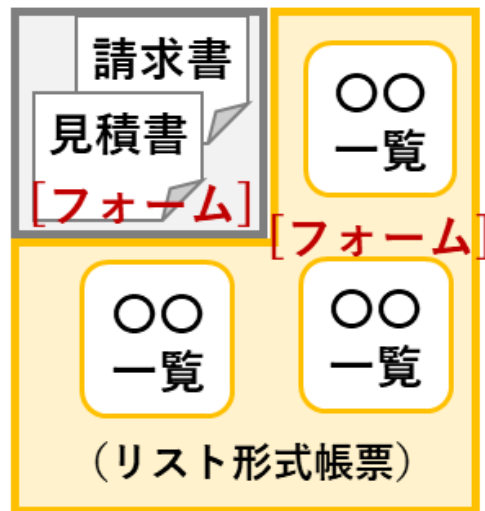 請求書
見積書
[フォーム]
○○
一覧
[フォーム]
○○
一覧
○○
一覧
（リスト形式帳票）